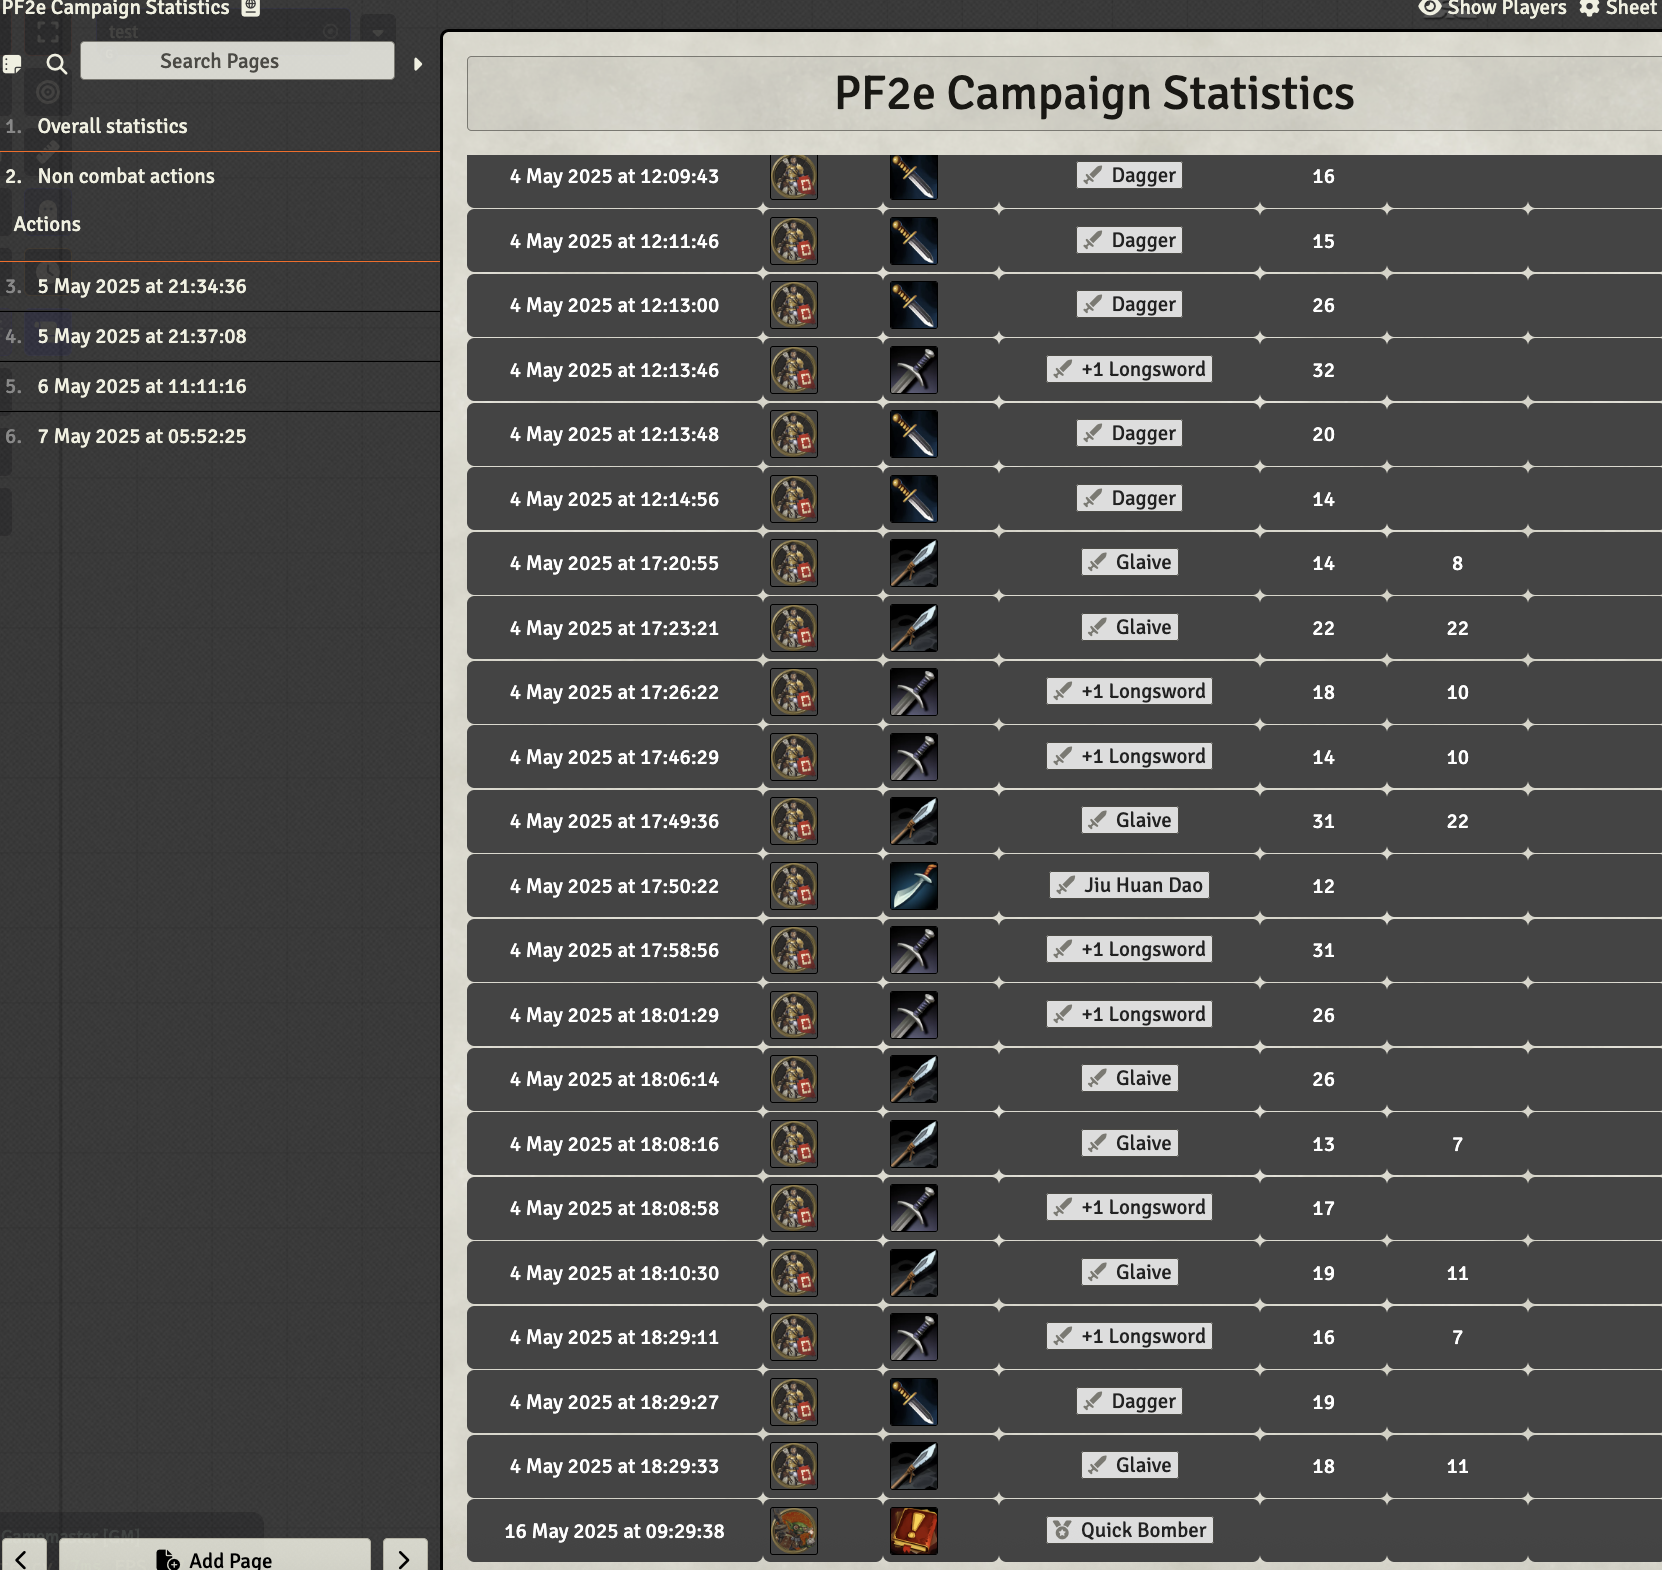 PF2e Campaign Statistics
Show Players
Sheet
test
Search Pages
1. Overall statistics
2. Non combat actions
Actions
3. 5 May 2025 at 21:34:36
4. 5 May 2025 at 21:37:08
5. 6 May 2025 at 11:11:16
6. 7 May 2025 at 05:52:25
Gamemaster [GM]
Add Page
PF2e Campaign Statistics
4 May 2025 at 12:09:43 Dagger 16
4 May 2025 at 12:11:46 Dagger 15
4 May 2025 at 12:13:00 Dagger 26
4 May 2025 at 12:13:46 +1 Longsword 32
4 May 2025 at 12:13:48 Dagger 20
4 May 2025 at 12:14:56 Dagger 14
4 May 2025 at 17:20:55 Glaive 14 8
4 May 2025 at 17:23:21 Glaive 22 22
4 May 2025 at 17:26:22 +1 Longsword 18 10
4 May 2025 at 17:46:29 +1 Longsword 14 10
4 May 2025 at 17:49:36 Glaive 31 22
4 May 2025 at 17:50:22 Jiu Huan Dao 12
4 May 2025 at 17:58:56 +1 Longsword 31
4 May 2025 at 18:01:29 +1 Longsword 26
4 May 2025 at 18:06:14 Glaive 26
4 May 2025 at 18:08:16 Glaive 13 7
4 May 2025 at 18:08:58 +1 Longsword 17
4 May 2025 at 18:10:30 Glaive 19 11
4 May 2025 at 18:29:11 +1 Longsword 16 7
4 May 2025 at 18:29:27 Dagger 19
4 May 2025 at 18:29:33 Glaive 18 11
16 May 2025 at 09:29:38 Quick Bomber